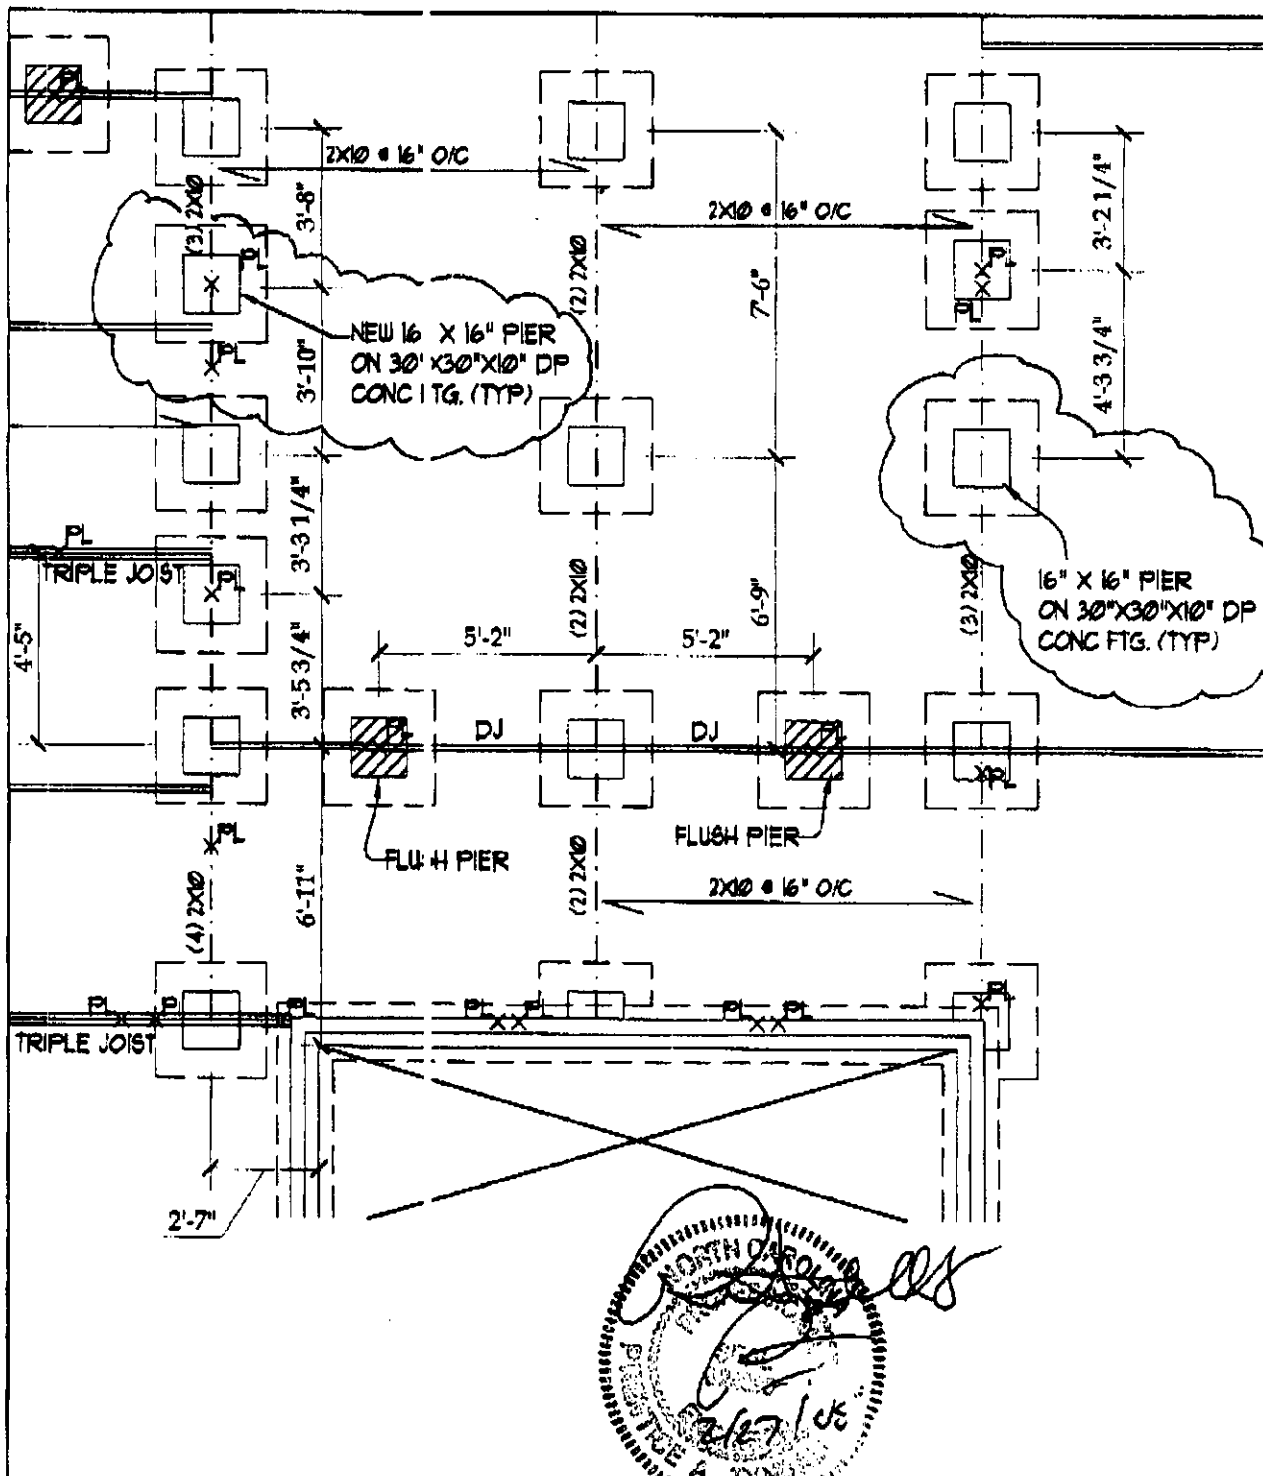 PL
2X10 @ 16" O/C
(3) 2X10
3'-8"
2X10 @ 16" O/C
3'-2 1/4"
PL
PL
(2) 2X10
7'-6"
PL
NEW 16 X 16" PIER
ON 30' X30"X10" DP
CONC TG. (TYP)
PL
3'-10"
4'-3 3/4"
3'-3 1/4"
PL
TRIPLE JOIST
PL
(2) 2X10
6'-9"
(3) 2X10
16" X 16" PIER
ON 30"X30"X10" DP
CONC FTG. (TYP)
4'-5"
5'-2"
5'-2"
3'-5 3/4"
PL
DJ
DJ
PL
PL
PL
FLUSH PIER
FLU H PIER
(4) 2X10
6'-11"
(2) 2X10
2X10 @ 16" O/C
PL
PL
PL
PL
PL
PL
PL
PL
TRIPLE JOIST
2'-7"
NORTH CAROLINA